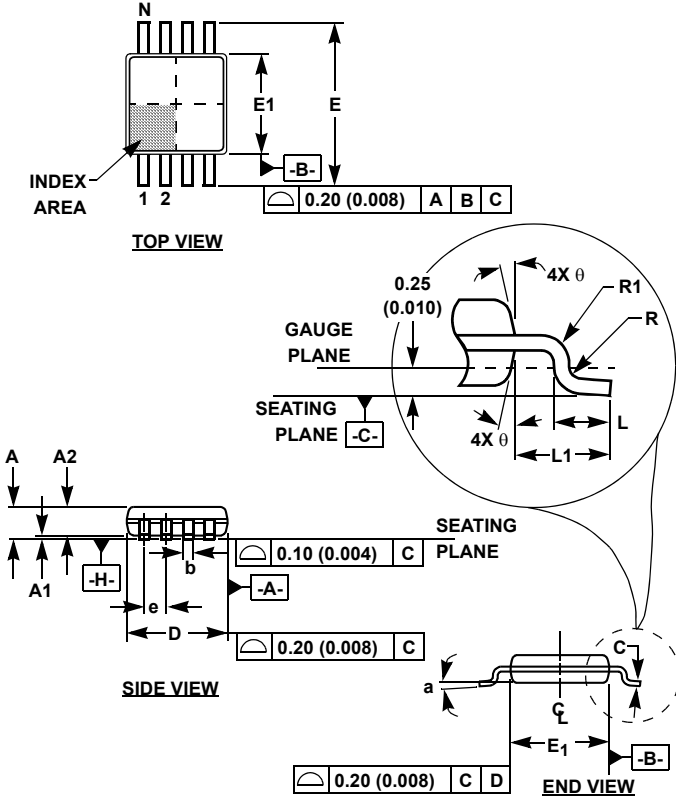 N
E1
E
-B-
INDEX
AREA
1 2
0.20 (0.008) A B C
TOP VIEW
0.25
(0.010)
4X θ
R1
R
GAUGE
PLANE
SEATING
PLANE -C-
4X θ
L
L1
A A2
SEATING
PLANE
0.10 (0.004) C
b
-H-
A1
-A-
e
D
0.20 (0.008) C
SIDE VIEW
C
a
CL
E1
-B-
0.20 (0.008) C D
END VIEW